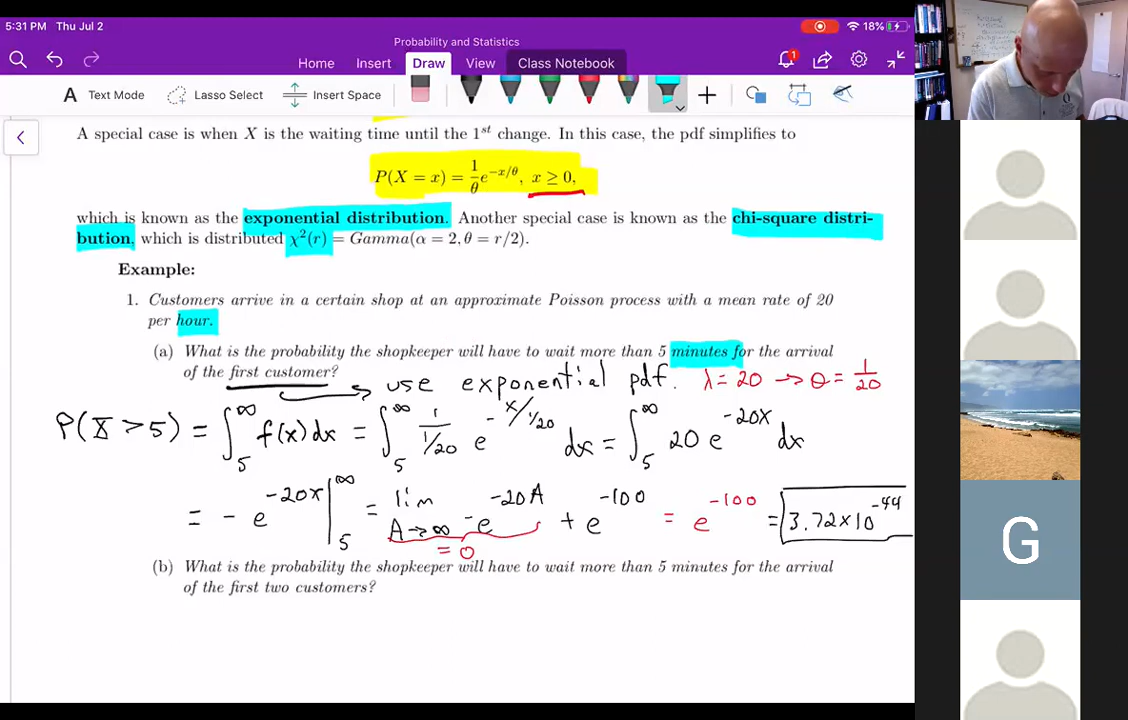 5:31 PM Thu Jul 2
18%
Probability and Statistics
Home Insert Draw View Class Notebook
1
A Text Mode Lasso Select Insert Space
A special case is when X is the waiting time until the 1st change. In this case, the pdf simplifies to
P(X = x) = 1/θ e^{-x/θ}, x ≥ 0,
which is known as the exponential distribution. Another special case is known as the chi-square distri-
bution, which is distributed χ²(r) = Gamma(α = 2, θ = r/2).
Example:
1. Customers arrive in a certain shop at an approximate Poisson process with a mean rate of 20
per hour.
(a) What is the probability the shopkeeper will have to wait more than 5 minutes for the arrival
of the first customer? → use exponential pdf. λ = 20 → θ = 1/20
P(X > 5) = ∫_5^∞ f(x)dx = ∫_5^∞ 1/(1/20) e^{-x/(1/20)} dx = ∫_5^∞ 20 e^{-20x} dx
= -e^{-20x} |_5^∞ = lim A→∞ -e^{-20A} + e^{-100} = e^{-100} = 3.72×10^{-44}
= 0
(b) What is the probability the shopkeeper will have to wait more than 5 minutes for the arrival
of the first two customers?
G